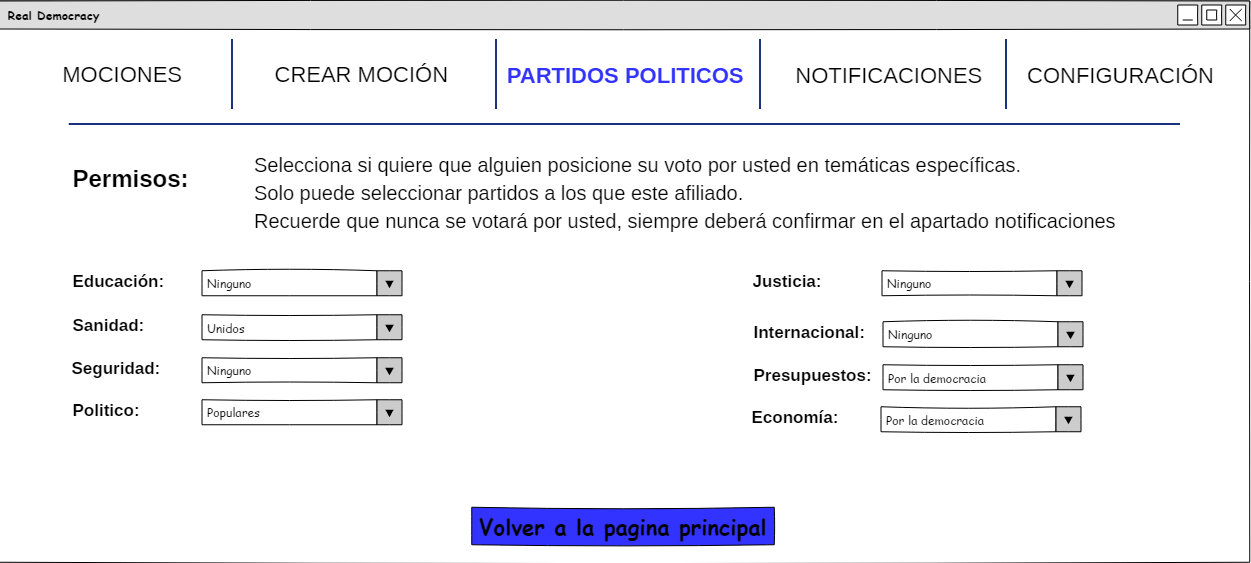 Real Democracy
MOCIONES
CREAR MOCIÓN
PARTIDOS POLITICOS
NOTIFICACIONES
CONFIGURACIÓN
Permisos:
Selecciona si quiere que alguien posicione su voto por usted en temáticas específicas.
Solo puede seleccionar partidos a los que este afiliado.
Recuerde que nunca se votará por usted, siempre deberá confirmar en el apartado notificaciones
Educación: Ninguno
Sanidad: Unidos
Seguridad: Ninguno
Politico: Populares
Justicia: Ninguno
Internacional: Ninguno
Presupuestos: Por la democracia
Economía: Por la democracia
Volver a la pagina principal